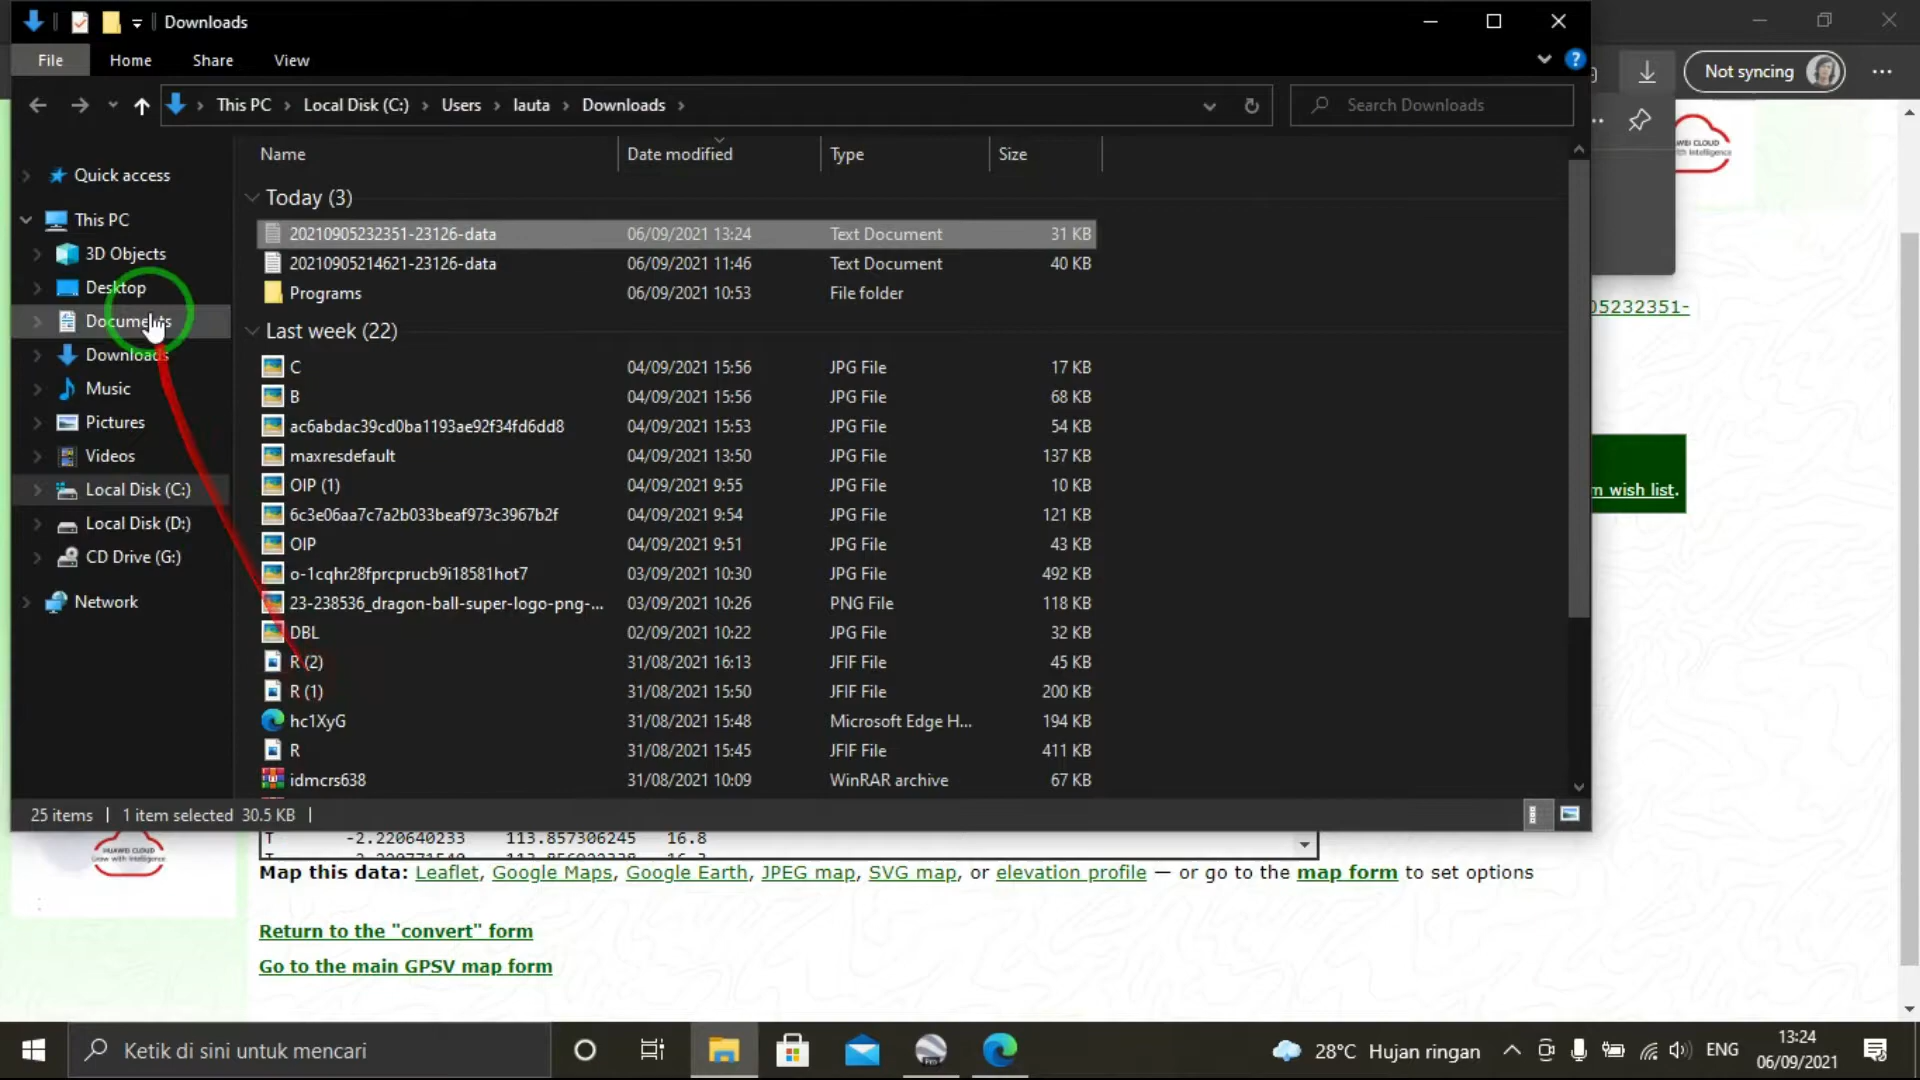 Downloads
File Home Share View
This PC Local Disk (C:) Users lauta Downloads
Search Downloads
Not syncing
Name Date modified Type Size
Quick access
This PC
3D Objects
Desktop
Documents
Downloads
Music
Pictures
Videos
Local Disk (C:)
Local Disk (D:)
CD Drive (G:)
Network
Today (3)
20210905232351-23126-data 06/09/2021 13:24 Text Document 31 KB
20210905214621-23126-data 06/09/2021 11:46 Text Document 40 KB
Programs 06/09/2021 10:53 File folder
Last week (22)
C 04/09/2021 15:56 JPG File 17 KB
B 04/09/2021 15:56 JPG File 68 KB
ac6abdac39cd0ba1193ae92f34fd6dd8 04/09/2021 15:53 JPG File 54 KB
maxresdefault 04/09/2021 13:50 JPG File 137 KB
OIP (1) 04/09/2021 9:55 JPG File 10 KB
6c3e06aa7c7a2b033beaf973c3967b2f 04/09/2021 9:54 JPG File 121 KB
OIP 04/09/2021 9:51 JPG File 43 KB
o-1cqhr28fprcprucb9i18581hot7 03/09/2021 10:30 JPG File 492 KB
23-238536_dragon-ball-super-logo-png-... 03/09/2021 10:26 PNG File 118 KB
DBL 02/09/2021 10:22 JPG File 32 KB
R (2) 31/08/2021 16:13 JFIF File 45 KB
R (1) 31/08/2021 15:50 JFIF File 200 KB
hc1XyG 31/08/2021 15:48 Microsoft Edge H... 194 KB
R 31/08/2021 15:45 JFIF File 411 KB
idmcrs638 31/08/2021 10:09 WinRAR archive 67 KB
25 items 1 item selected 30.5 KB
05232351-
m wish list.
HUAWEI CLOUD
Grow with Intelligence
T -2.220640233 113.857306245 16.8
Map this data: Leaflet, Google Maps, Google Earth, JPEG map, SVG map, or elevation profile — or go to the map form to set options
Return to the "convert" form
Go to the main GPSV map form
Ketik di sini untuk mencari
28°C Hujan ringan
ENG
13:24
06/09/2021